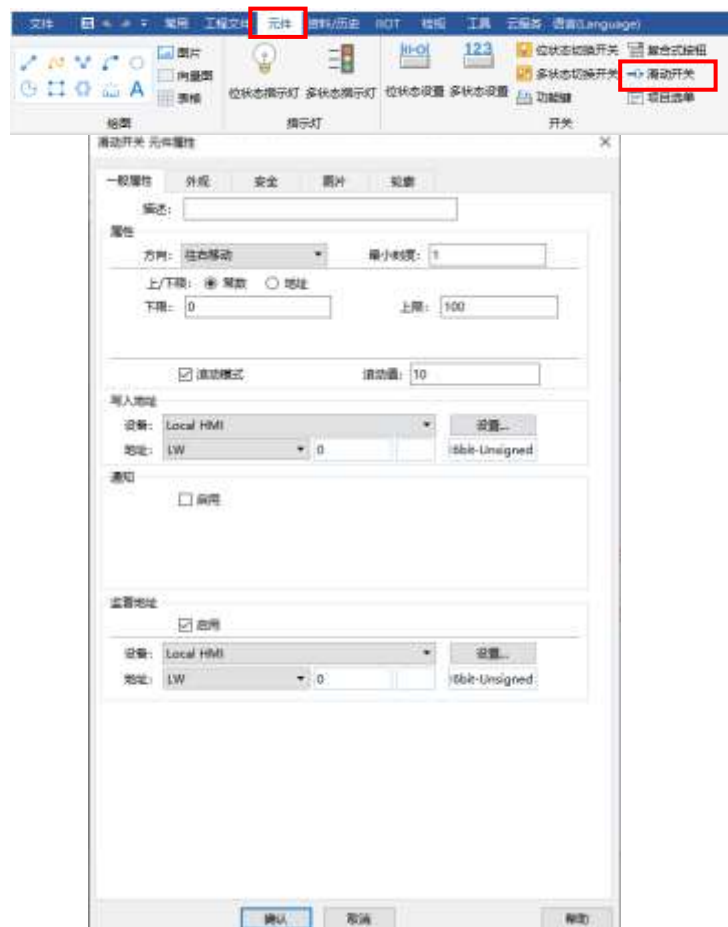 文件 常用 工程文件 元件 资料/历史 IIOT 检视 工具 云服务 语言(Language)
图片
向量图
表格
绘图
位状态指示灯 多状态指示灯
指示灯
位状态设置 多状态设置
位状态切换开关 复合式按钮
多状态切换开关 滑动开关
功能键 项目选单
开关
滑动开关 元件属性
一般属性 外观 安全 图片 轮廓
描述:
属性
方向: 往右移动 最小刻度: 1
上/下限: 常数 地址
下限: 0 上限: 100
滚动模式 滚动值: 10
写入地址
设备: Local HMI 设置...
地址: LW 0 16bit-Unsigned
通知
启用
监看地址
启用
设备: Local HMI 设置...
地址: LW 0 16bit-Unsigned
确认 取消 帮助